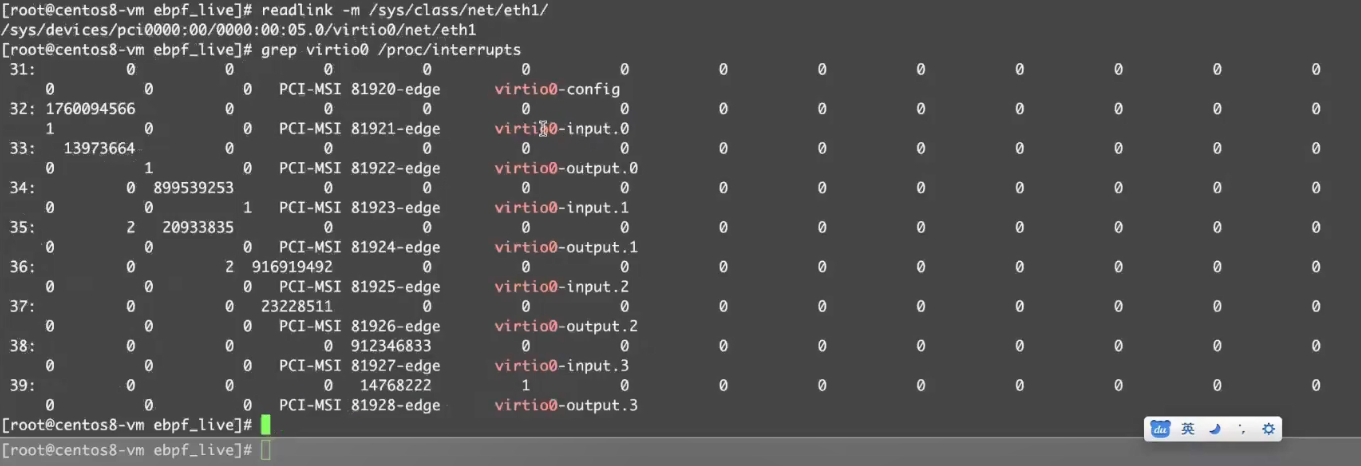 [root@centos8-vm ebpf_live]# readlink -m /sys/class/net/eth1/
/sys/devices/pci0000:00/0000:00:05.0/virtio0/net/eth1
[root@centos8-vm ebpf_live]# grep virtio0 /proc/interrupts
31: 0 0 0 0 0 0 0 0 0 0 0 0 0
0 0 0 PCI-MSI 81920-edge virtio0-config
32: 1760094566 0 0 0 0 0 0 0 0 0 0 0 0
1 0 0 PCI-MSI 81921-edge virtio0-input.0
33: 13973664 0 0 0 0 0 0 0 0 0 0 0 0
0 1 0 PCI-MSI 81922-edge virtio0-output.0
34: 0 899539253 0 0 0 0 0 0 0 0 0 0 0
0 0 1 PCI-MSI 81923-edge virtio0-input.1
35: 2 20933835 0 0 0 0 0 0 0 0 0 0 0
0 0 0 PCI-MSI 81924-edge virtio0-output.1
36: 0 2 916919492 0 0 0 0 0 0 0 0 0 0
0 0 0 PCI-MSI 81925-edge virtio0-input.2
37: 0 0 23228511 0 0 0 0 0 0 0 0 0 0
0 0 0 PCI-MSI 81926-edge virtio0-output.2
38: 0 0 0 912346833 0 0 0 0 0 0 0 0 0
0 0 0 PCI-MSI 81927-edge virtio0-input.3
39: 0 0 0 14768222 1 0 0 0 0 0 0 0 0
0 0 0 PCI-MSI 81928-edge virtio0-output.3
[root@centos8-vm ebpf_live]#
du 英
[root@centos8-vm ebpf_live]#